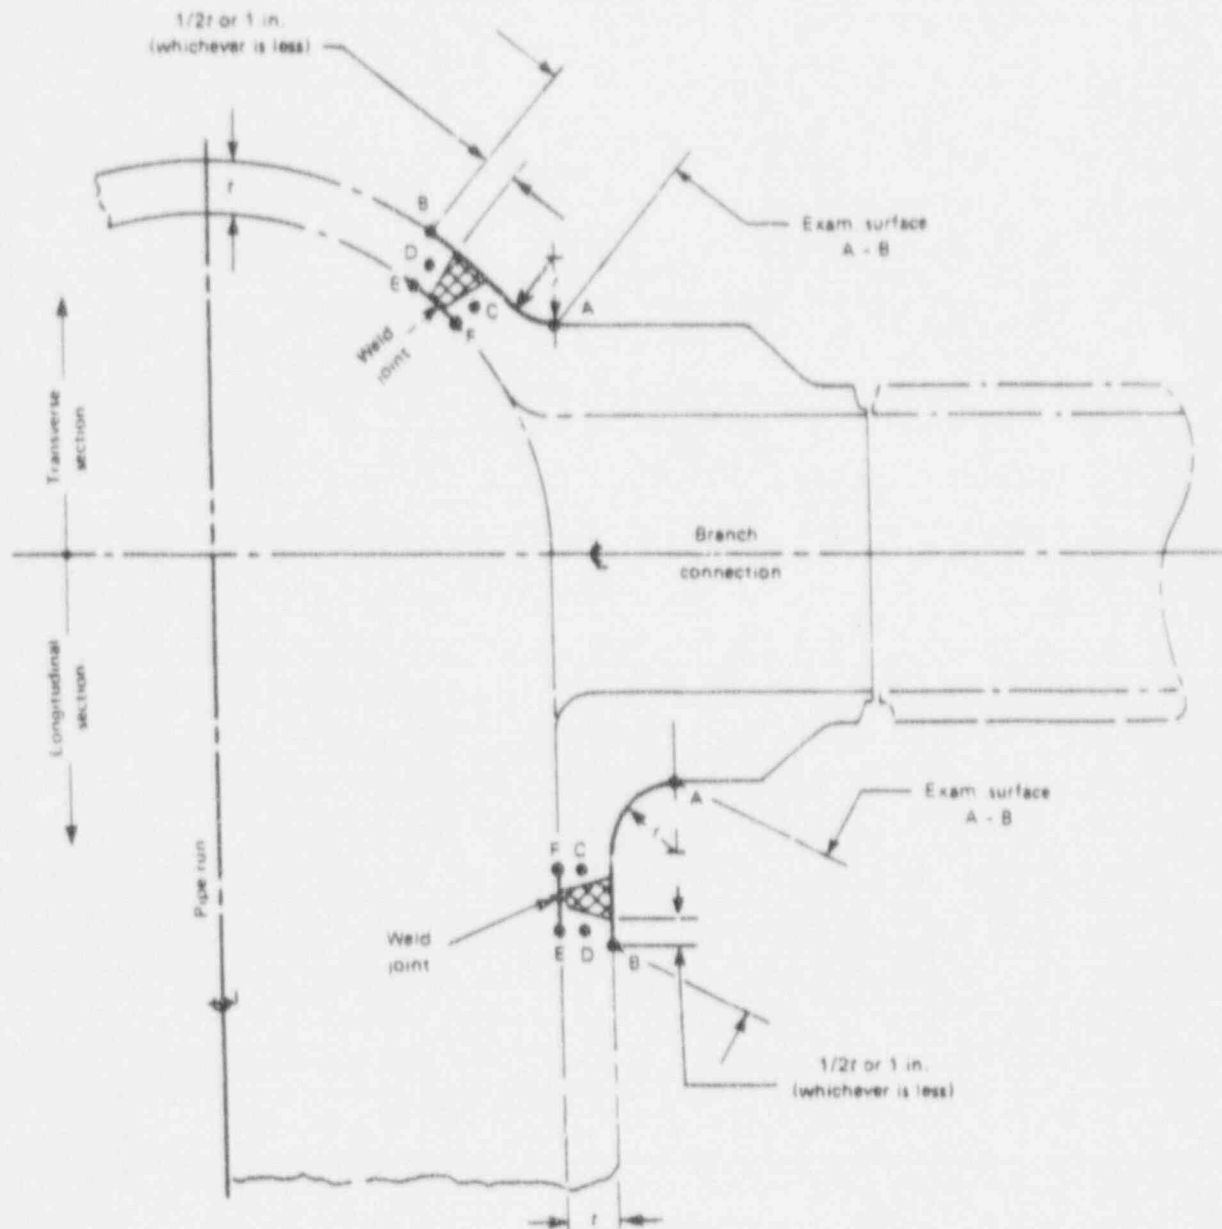 1/2t or 1 in.
(whichever is less)
t
B
Exam. surface
A - B
D
E
C
A
F
Weld
joint
r
Transverse
section
Branch
connection
Longitudinal
section
A
Exam. surface
A - B
r
Pipe run
F C
Weld
joint
E D B
1/2t or 1 in.
(whichever is less)
t